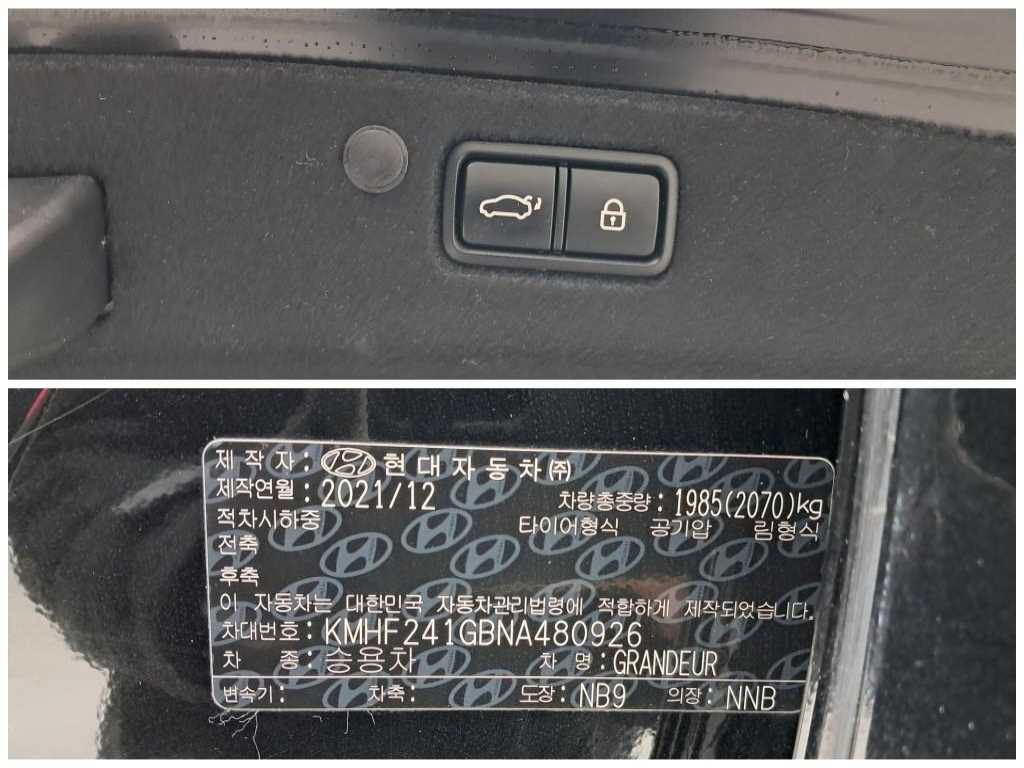 제 작 자 : 현대자동차㈜
제작연월 : 2021/12 차량총중량 : 1985(2070)kg
적차시하중 타이어형식 공기압 림형식
전축
후축
이 자동차는 대한민국 자동차관리법령에 적합하게 제작되었습니다.
차대번호 : KMHF241GBNA480926
차 종 : 승용차 차 명 : GRANDEUR
변속기 : 차축 : 도장 : NB9 의장 : NNB